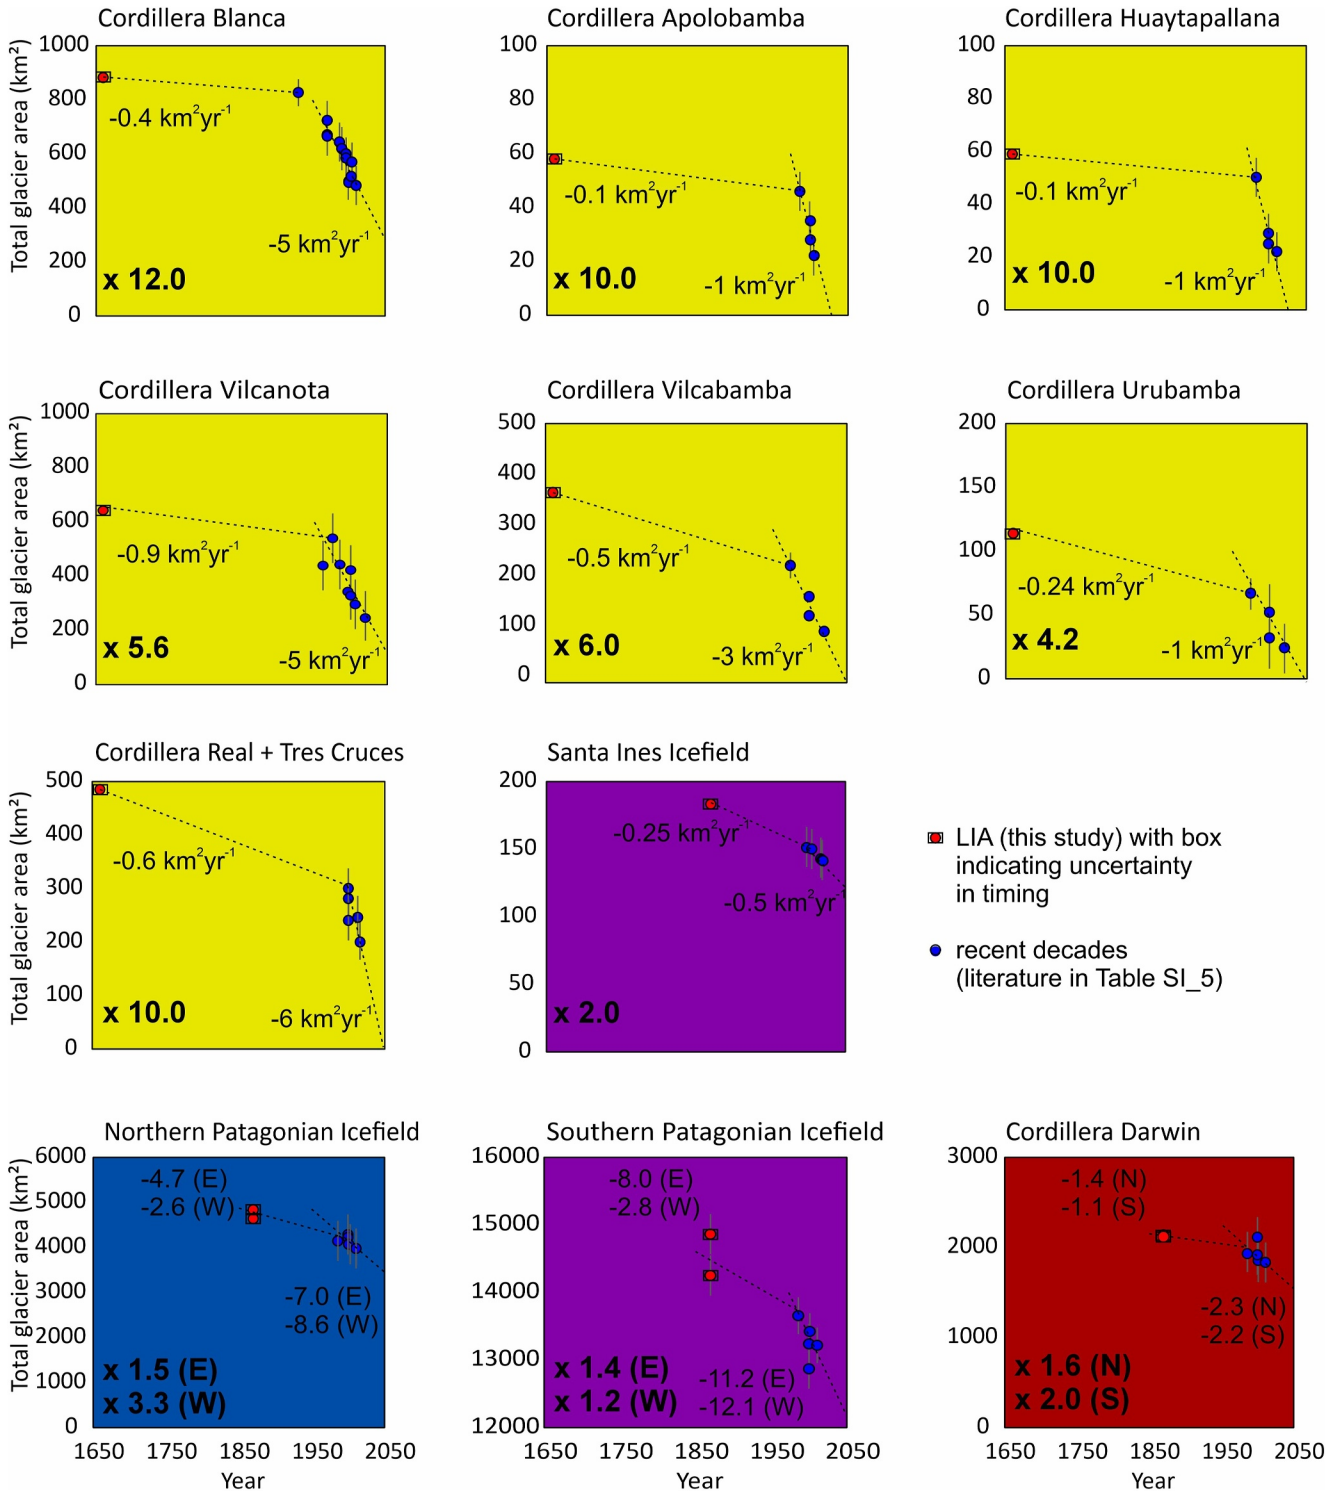 Cordillera Blanca
Total glacier area (km²)
1000
800
600
400
200
0
-0.4 km²yr⁻¹
-5 km²yr⁻¹
x 12.0
Cordillera Apolobamba
100
80
60
40
20
0
-0.1 km²yr⁻¹
-1 km²yr⁻¹
x 10.0
Cordillera Huaytapallana
100
80
60
40
20
0
-0.1 km²yr⁻¹
-1 km²yr⁻¹
x 10.0
Cordillera Vilcanota
Total glacier area (km²)
1000
800
600
400
200
0
-0.9 km²yr⁻¹
x 5.6
-5 km²yr⁻¹
Cordillera Vilcabamba
500
400
300
200
100
0
-0.5 km²yr⁻¹
x 6.0
-3 km²yr⁻¹
Cordillera Urubamba
200
150
100
50
0
-0.24 km²yr⁻¹
x 4.2
-1 km²yr⁻¹
Cordillera Real + Tres Cruces
Total glacier area (km²)
500
400
300
200
100
0
-0.6 km²yr⁻¹
x 10.0
-6 km²yr⁻¹
Santa Ines Icefield
200
150
100
50
0
-0.25 km²yr⁻¹
-0.5 km²yr⁻¹
x 2.0
LIA (this study) with box
indicating uncertainty
in timing
recent decades
(literature in Table SI_5)
Northern Patagonian Icefield
Total glacier area (km²)
6000
5000
4000
3000
2000
1000
0
-4.7 (E)
-2.6 (W)
-7.0 (E)
-8.6 (W)
x 1.5 (E)
x 3.3 (W)
1650 1750 1850 1950 2050
Year
Southern Patagonian Icefield
16000
15000
14000
13000
12000
-8.0 (E)
-2.8 (W)
x 1.4 (E)
x 1.2 (W)
-11.2 (E)
-12.1 (W)
1650 1750 1850 1950 2050
Year
Cordillera Darwin
3000
2000
1000
0
-1.4 (N)
-1.1 (S)
-2.3 (N)
-2.2 (S)
x 1.6 (N)
x 2.0 (S)
1650 1750 1850 1950 2050
Year